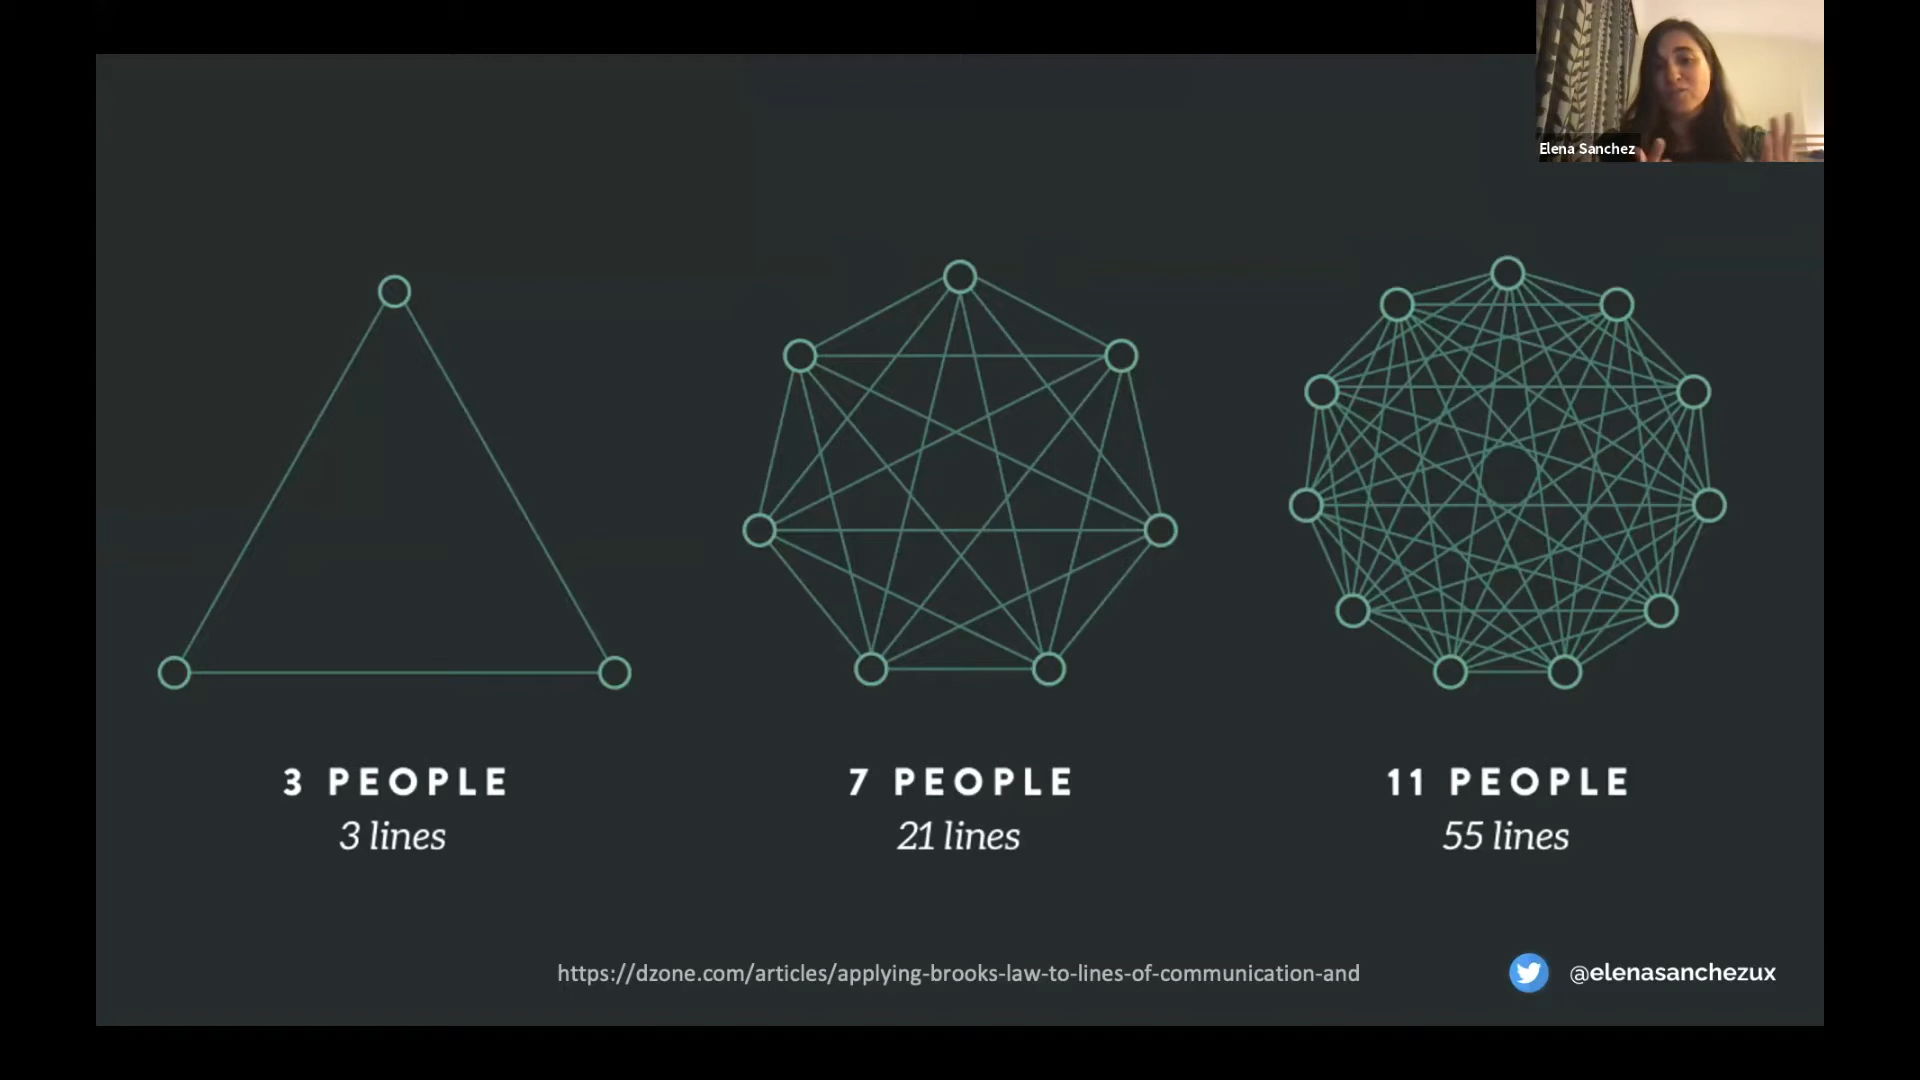 Elena Sanchez
3 PEOPLE
3 lines
7 PEOPLE
21 lines
11 PEOPLE
55 lines
https://dzone.com/articles/applying-brooks-law-to-lines-of-communication-and
@elenasanchezux